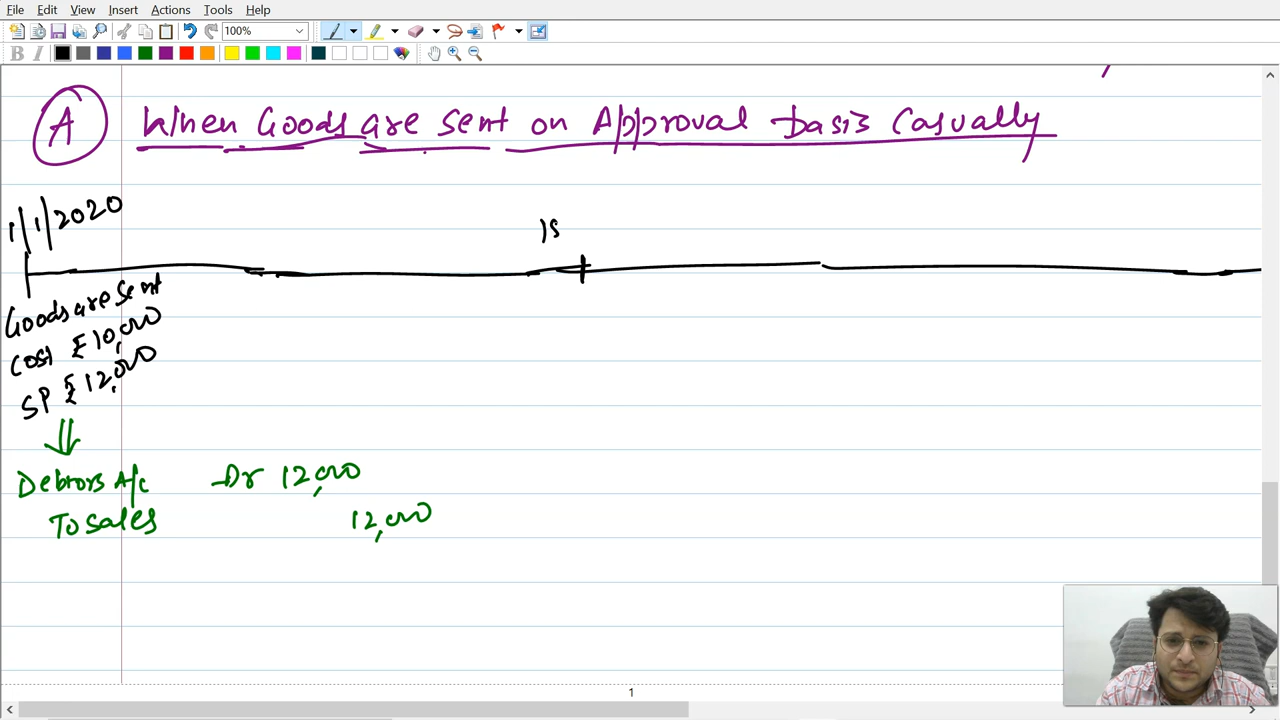 File Edit View Insert Actions Tools Help
100%
B I
A When Goods are sent on Approval basis Casually
1/1/2020
15
Goods are sent
Cost ₹ 10,000
SP ₹ 12,000
Debtors A/c Dr 12,000
To sales 12,000
1